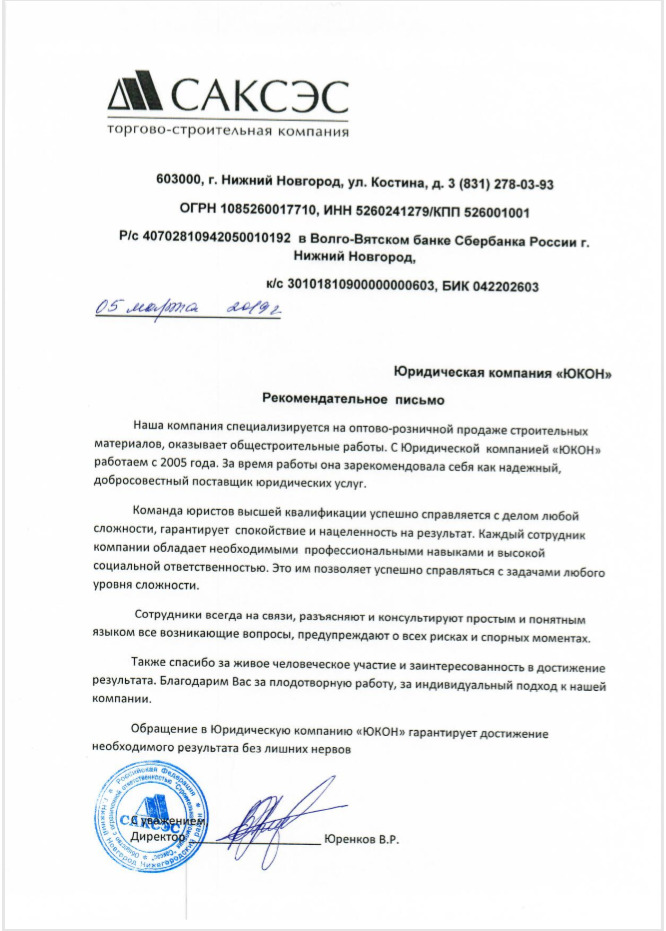 САКСЭС
торгово-строительная компания
603000, г. Нижний Новгород, ул. Костина, д. 3 (831) 278-03-93
ОГРН 1085260017710, ИНН 5260241279/КПП 526001001
Р/с 40702810942050010192 в Волго-Вятском банке Сбербанка России г.
Нижний Новгород,
к/с 30101810900000000603, БИК 042202603
05 марта 2019 г
Юридическая компания «ЮКОН»
Рекомендательное письмо
Наша компания специализируется на оптово-розничной продаже строительных
материалов, оказывает общестроительные работы. С Юридической компанией «ЮКОН»
работаем с 2005 года. За время работы она зарекомендовала себя как надежный,
добросовестный поставщик юридических услуг.
Команда юристов высшей квалификации успешно справляется с делом любой
сложности, гарантирует спокойствие и нацеленность на результат. Каждый сотрудник
компании обладает необходимыми профессиональными навыками и высокой
социальной ответственностью. Это им позволяет успешно справляться с задачами любого
уровня сложности.
Сотрудники всегда на связи, разъясняют и консультируют простым и понятным
языком все возникающие вопросы, предупреждают о всех рисках и спорных моментах.
Также спасибо за живое человеческое участие и заинтересованность в достижение
результата. Благодарим Вас за плодотворную работу, за индивидуальный подход к нашей
компании.
Обращение в Юридическую компанию «ЮКОН» гарантирует достижение
необходимого результата без лишних нервов
Российская Федерация
САКСЭС
С уважением,
Директор Юренков В.Р.